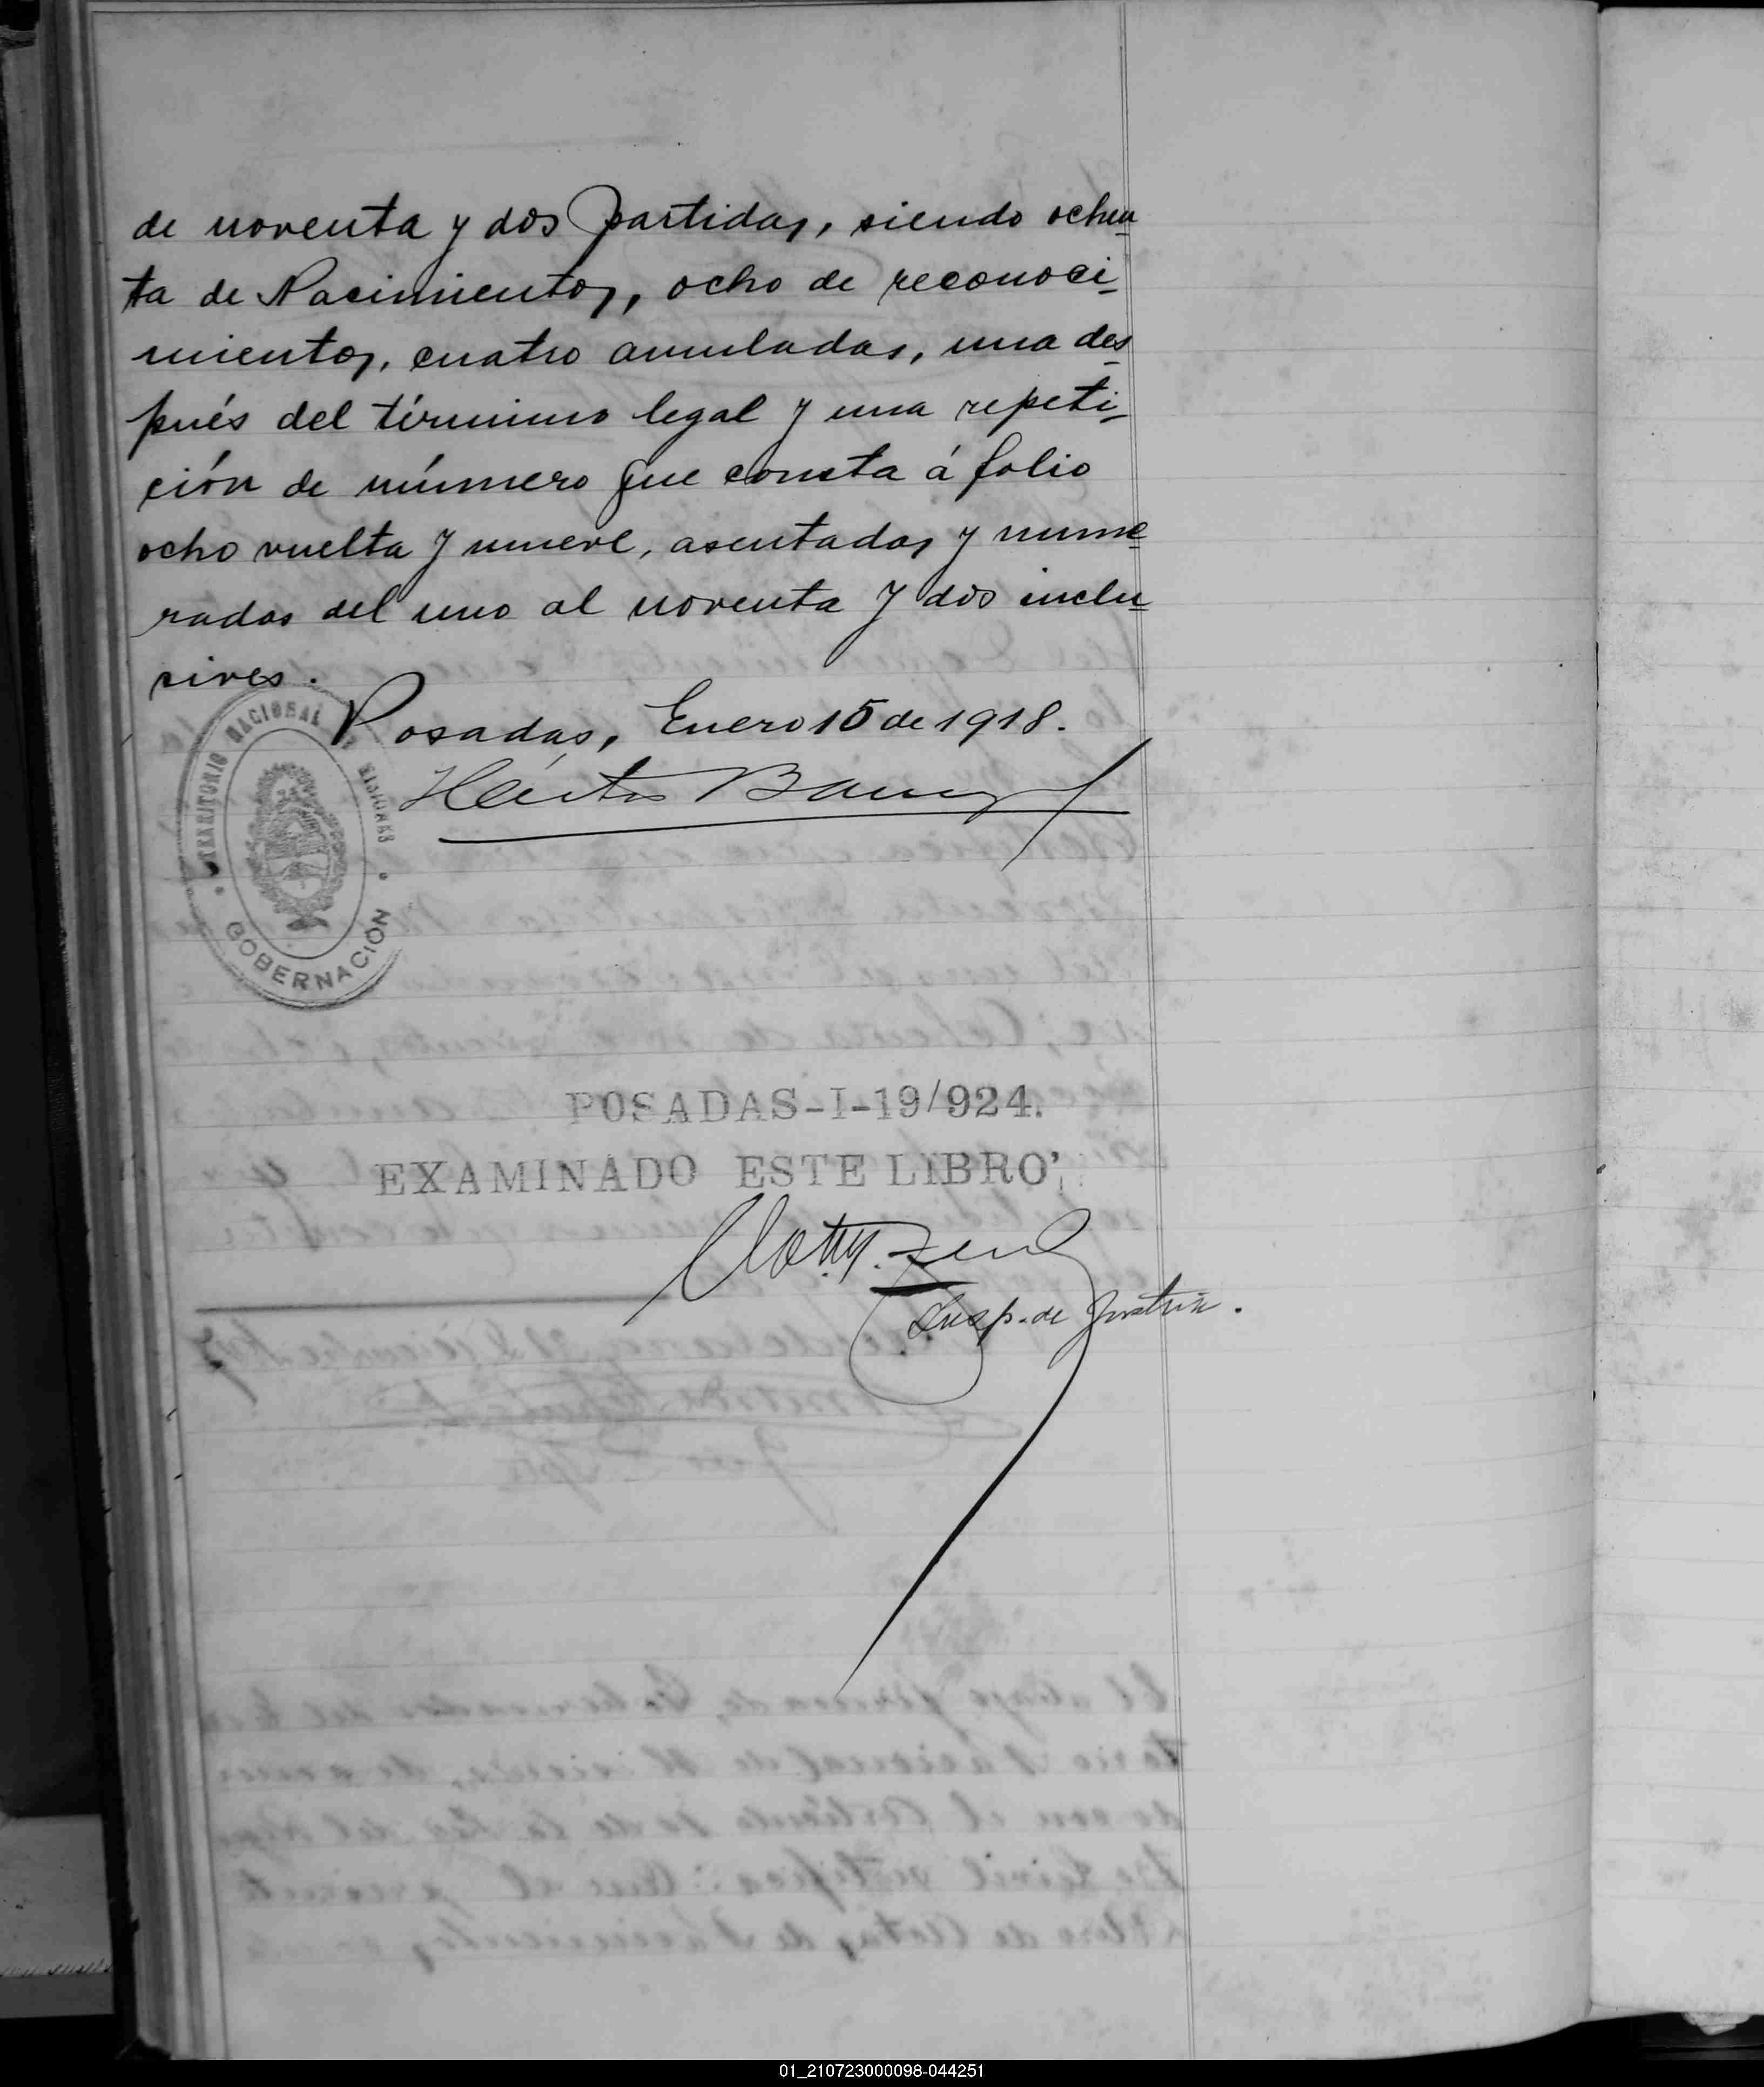 de noventa y dos partidas, siendo ochen
ta de Nacimientos, ocho de reconoci
mientos, cuatro anuladas, una des
pués del término legal y una repeti
ción de número que consta á folio
ocho vuelta y nueve, asentadas y nume
radas del uno al noventa y dos inclu
sives.
Posadas, Enero 15 de 1918.
Héctor
TERRITORIO NACIONAL MISIONES
GOBERNACIÓN
POSADAS-I-19/924.
EXAMINADO ESTE LIBRO
Insp. de Justicia.
01_210723000098-044251